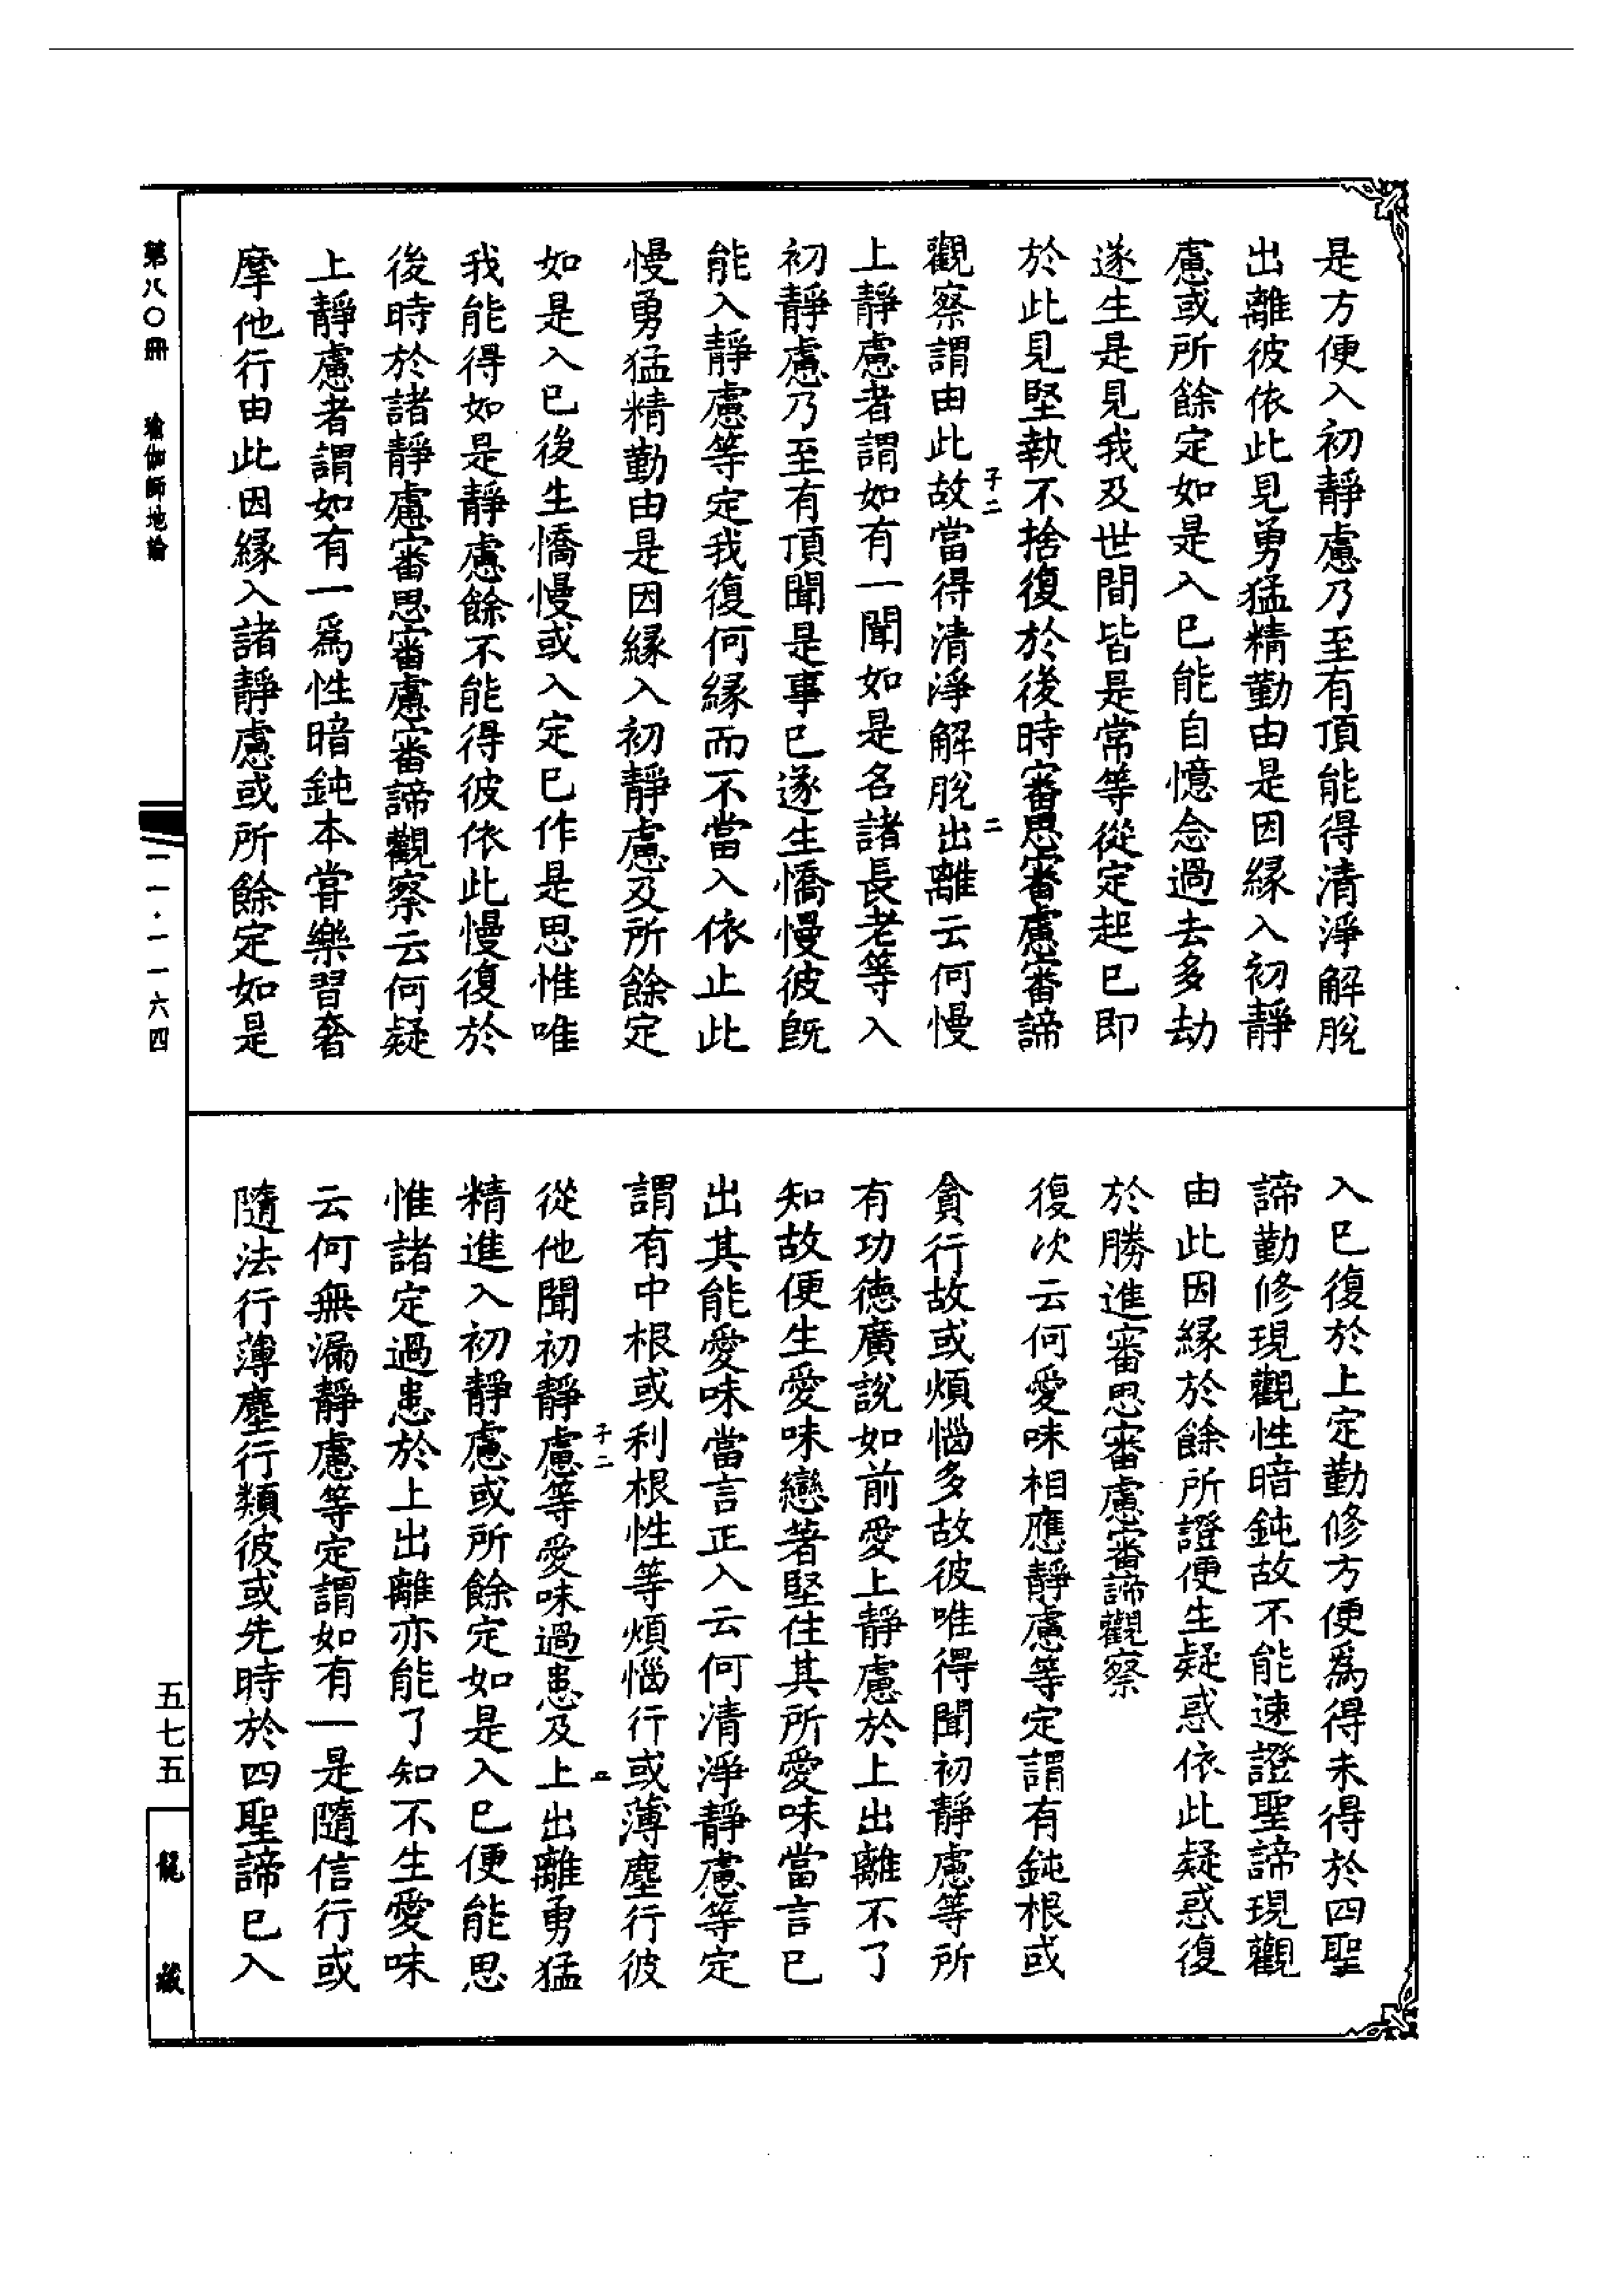 是方便入初靜慮乃至有頂能得清淨解脫
出離彼依此見勇猛精勤由是因緣入初靜
慮或所餘定如是入已能自憶念過去多劫
遂生是見我及世間皆是常等從定起已即
於此見堅執不捨復於後時審思審慮審諦
觀察謂由此故當得清淨解脫出離云何慢
子二
二
上靜慮者謂如有一聞如是名諸長老等入
初靜慮乃至有頂聞是事已遂生憍慢彼旣
能入靜慮等定我復何緣而不當入依止此
慢勇猛精勤由是因緣入初靜慮及所餘定
如是入已後生憍慢或入定已作是思惟唯
我能得如是靜慮餘不能得彼依此慢復於
後時於諸靜慮審思審慮審諦觀察云何疑
上靜慮者謂如有一爲性暗鈍本甞樂習奢
摩他行由此因緣入諸靜慮或所餘定如是
入已復於上定勤修方便爲得未得於四聖
諦勤修現觀性暗鈍故不能速證聖諦現觀
由此因緣於餘所證便生疑惑依此疑惑復
於勝進審思審慮審諦觀察
復次云何愛味相應靜慮等定謂有鈍根或
貪行故或煩惱多故彼唯得聞初靜慮等所
有功德廣說如前愛上靜慮於上出離不了
知故便生愛味戀著堅住其所愛味當言已
出其能愛味當言正入云何清淨靜慮等定
謂有中根或利根性等煩惱行或薄塵行彼
從他聞初靜慮等愛味過患及上出離勇猛
子二
精進入初靜慮或所餘定如是入已便能思
惟諸定過患於上出離亦能了知不生愛味
云何無漏靜慮等定謂如有一是隨信行或
隨法行薄塵行類彼或先時於四聖諦已入
第八〇冊 瑜伽師地論
一一·一一六四
五七五
龍藏